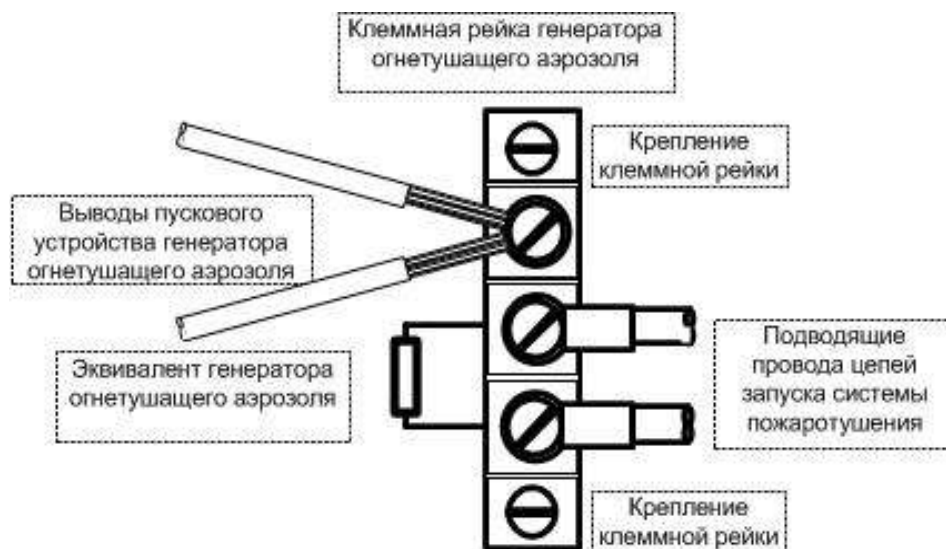 Клеммная рейка генератора
огнетушащего аэрозоля
Крепление
клеммной рейки
Выводы пускового
устройства генератора
огнетушащего аэрозоля
Эквивалент генератора
огнетушащего аэрозоля
Подводящие
провода цепей
запуска системы
пожаротушения
Крепление
клеммной рейки